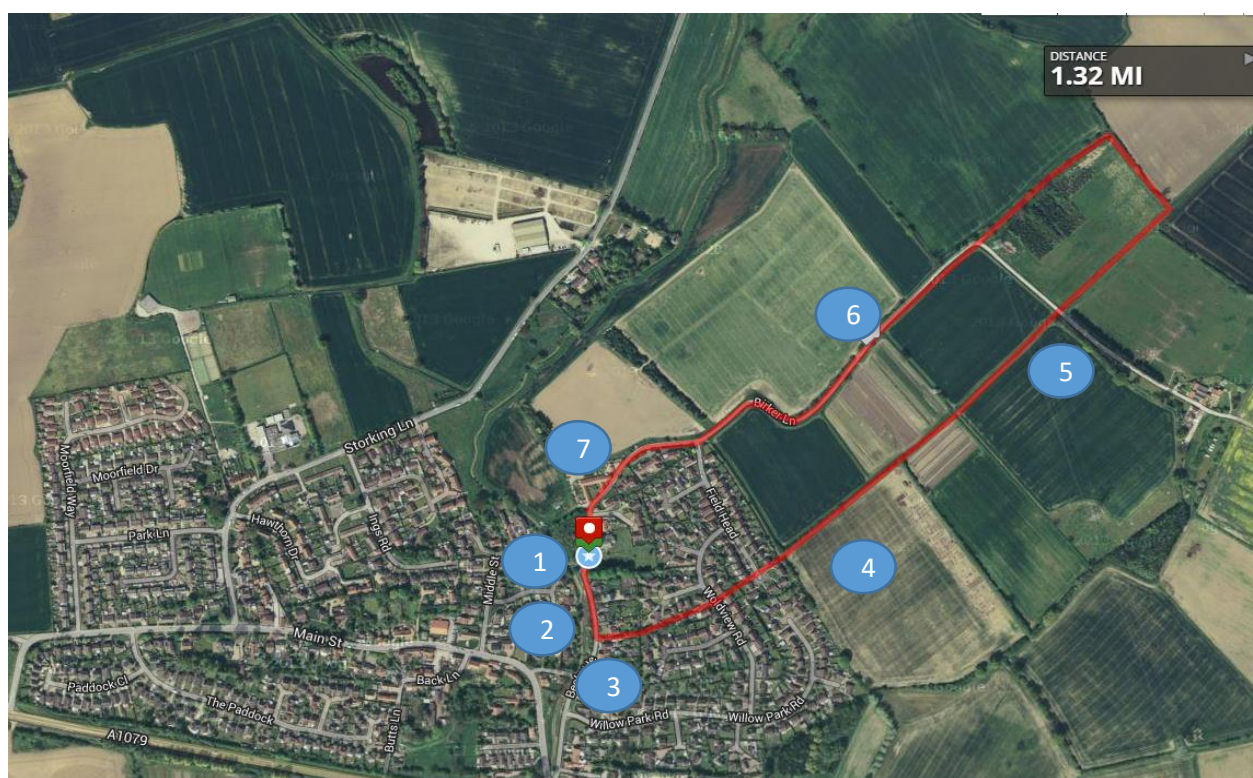 DISTANCE
1.32 MI
6
5
Birker Ln
Storking Ln
7
Moorfield Way
Moorfield Dr
Field Head
Ings Rd
Park Ln
Hawthorn Dr
Middle St
1
4
Woldview Rd
2
Main St
3
Back Ln
Paddock Cl
The Paddock
Willow Park Rd
Willow Park Rd
Butts Ln
A1079